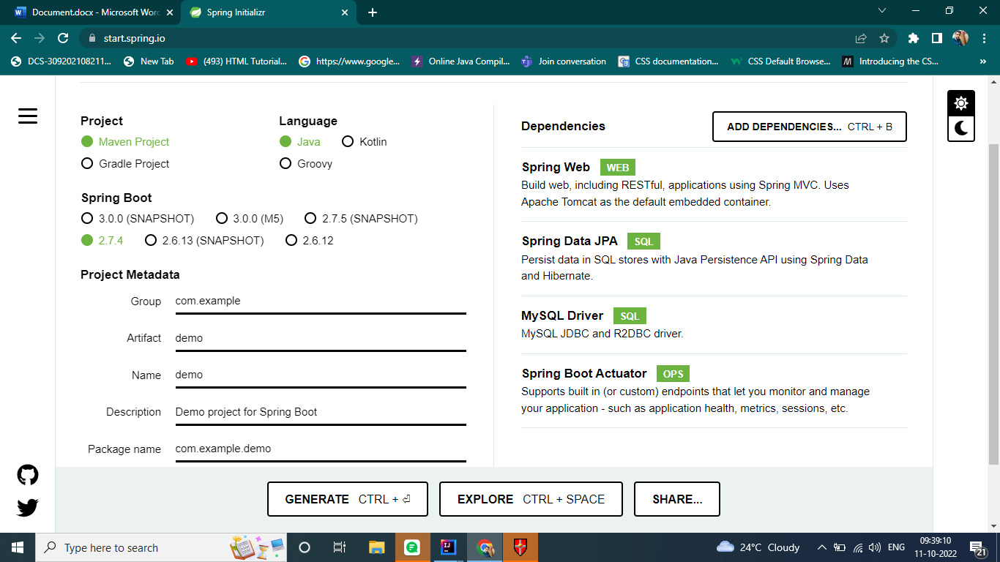 Document.docx - Microsoft Word
Spring Initializr
start.spring.io
DCS-309202108211...
New Tab
(493) HTML Tutorial...
https://www.google...
Online Java Compil...
Join conversation
CSS documentation...
CSS Default Browse...
Introducing the CS...
»
Project
Maven Project
Gradle Project
Language
Java
Kotlin
Groovy
Spring Boot
3.0.0 (SNAPSHOT)
3.0.0 (M5)
2.7.5 (SNAPSHOT)
2.7.4
2.6.13 (SNAPSHOT)
2.6.12
Project Metadata
Group com.example
Artifact demo
Name demo
Description Demo project for Spring Boot
Package name com.example.demo
Dependencies
ADD DEPENDENCIES... CTRL + B
Spring Web WEB
Build web, including RESTful, applications using Spring MVC. Uses
Apache Tomcat as the default embedded container.
Spring Data JPA SQL
Persist data in SQL stores with Java Persistence API using Spring Data
and Hibernate.
MySQL Driver SQL
MySQL JDBC and R2DBC driver.
Spring Boot Actuator OPS
Supports built in (or custom) endpoints that let you monitor and manage
your application - such as application health, metrics, sessions, etc.
GENERATE CTRL + ⏎
EXPLORE CTRL + SPACE
SHARE...
Type here to search
24°C Cloudy
ENG
09:39:10
11-10-2022
21